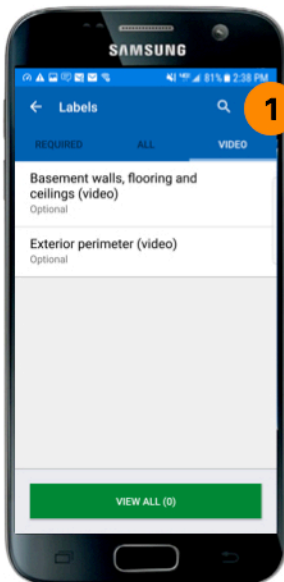 SAMSUNG
81% 2:38 PM
Labels
1
REQUIRED ALL VIDEO
Basement walls, flooring and
ceilings (video)
Optional
Exterior perimeter (video)
Optional
VIEW ALL (0)